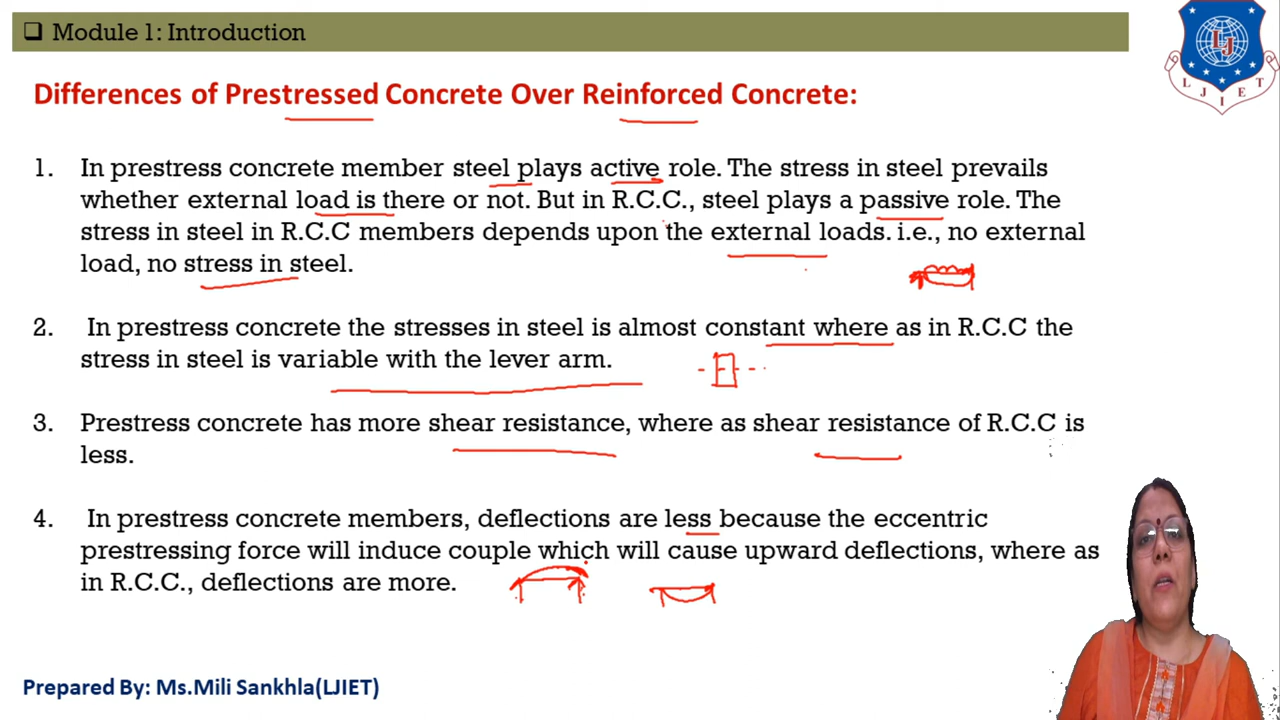 ❑ Module 1: Introduction
LJ
L J I E T
Differences of Prestressed Concrete Over Reinforced Concrete:
1. In prestress concrete member steel plays active role. The stress in steel prevails
whether external load is there or not. But in R.C.C., steel plays a passive role. The
stress in steel in R.C.C members depends upon the external loads. i.e., no external
load, no stress in steel.
2. In prestress concrete the stresses in steel is almost constant where as in R.C.C the
stress in steel is variable with the lever arm.
3. Prestress concrete has more shear resistance, where as shear resistance of R.C.C is
less.
4. In prestress concrete members, deflections are less because the eccentric
prestressing force will induce couple which will cause upward deflections, where as
in R.C.C., deflections are more.
Prepared By: Ms.Mili Sankhla(LJIET)